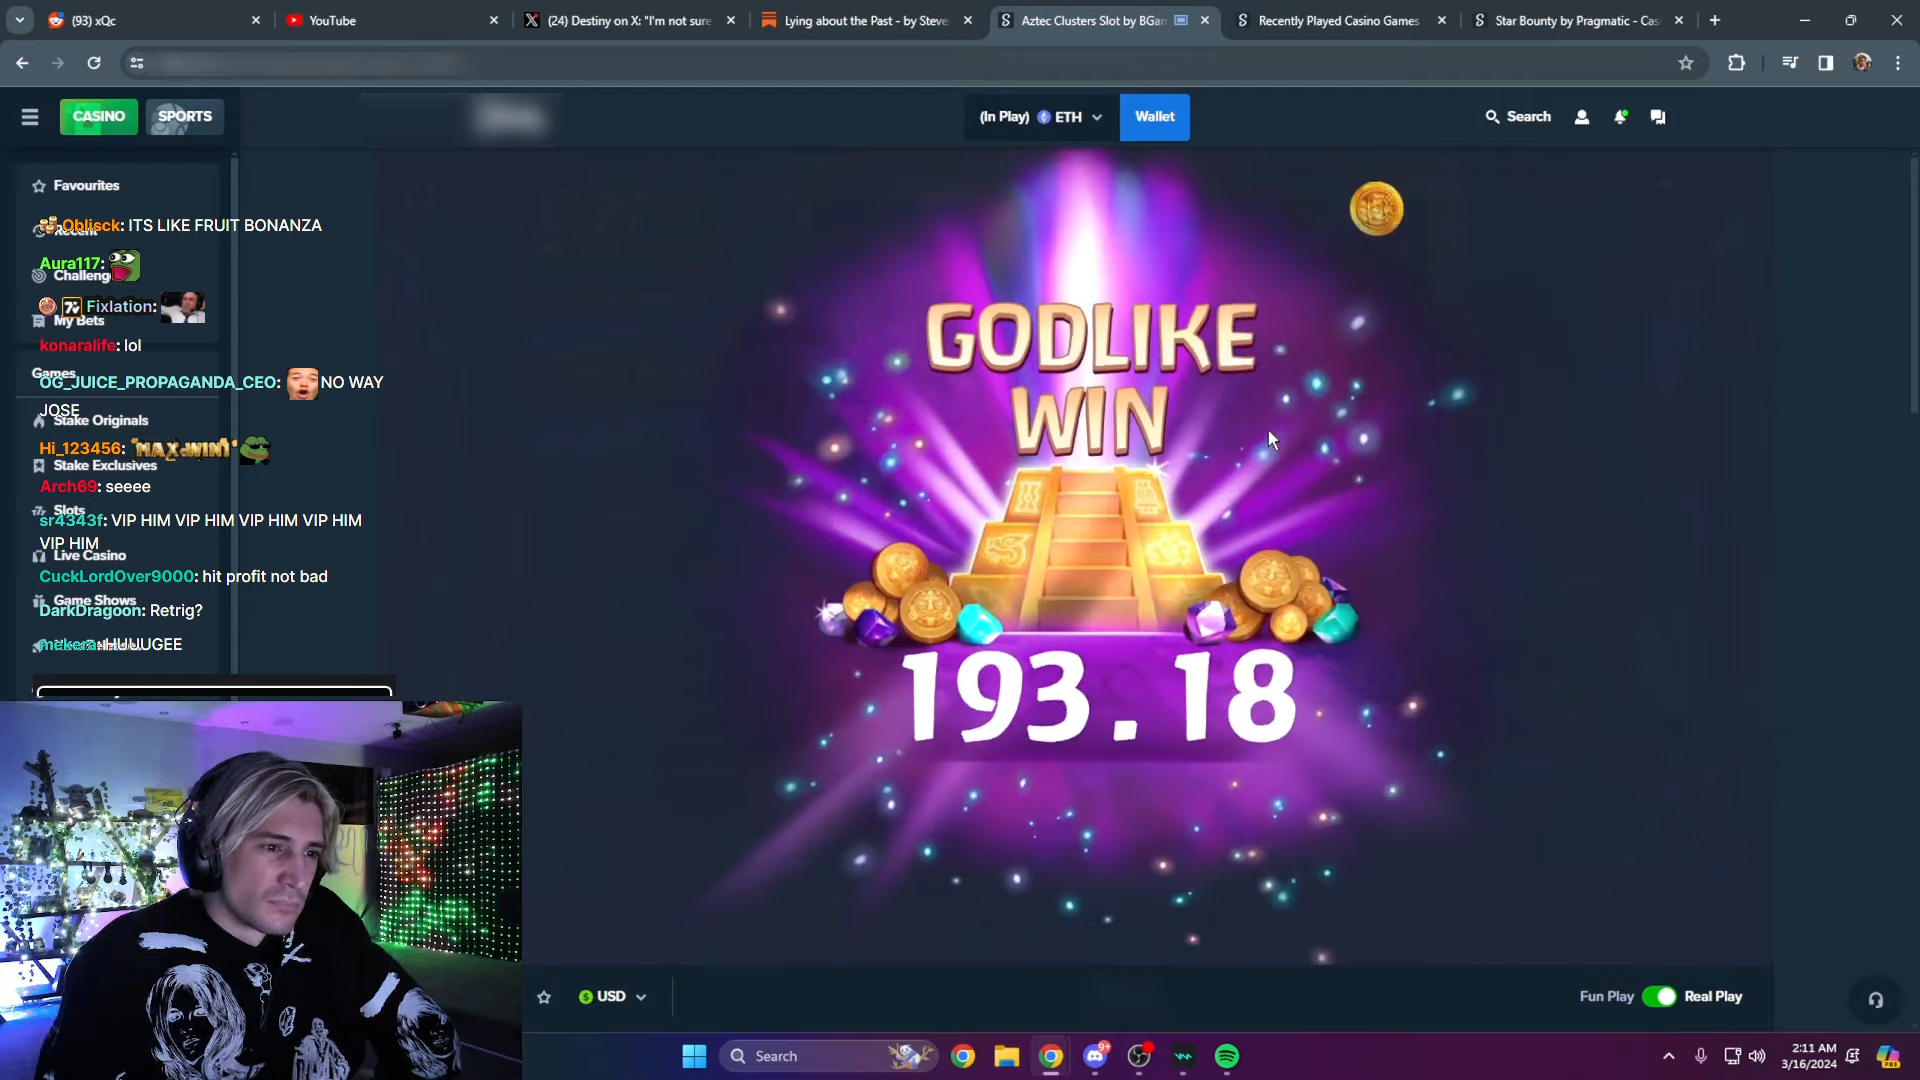 (93) xQc
YouTube
(24) Destiny on X: "I'm not sure
Lying about the Past - by Steve
Aztec Clusters Slot by BGam
Recently Played Casino Games
Star Bounty by Pragmatic - Cas
CASINO
SPORTS
(In Play) ETH
Wallet
Search
Favourites
Oblisck: ITS LIKE FRUIT BONANZA
Recent
Aura117:
Challeng
Fixlation:
My Bets
konaralife: lol
Games
OG_JUICE_PROPAGANDA_CEO: NO WAY
JOSE
Stake Originals
Hi_123456: MAX WIN!
Stake Exclusives
Arch69: seeee
Slots
sr4343f: VIP HIM VIP HIM VIP HIM VIP HIM
VIP HIM
Live Casino
CuckLordOver9000: hit profit not bad
Game Shows
DarkDragoon: Retrig?
mekera: HUUUGEE
GODLIKE
WIN
193.18
USD
Fun Play
Real Play
Search
9+
2:11 AM
3/16/2024
PRE